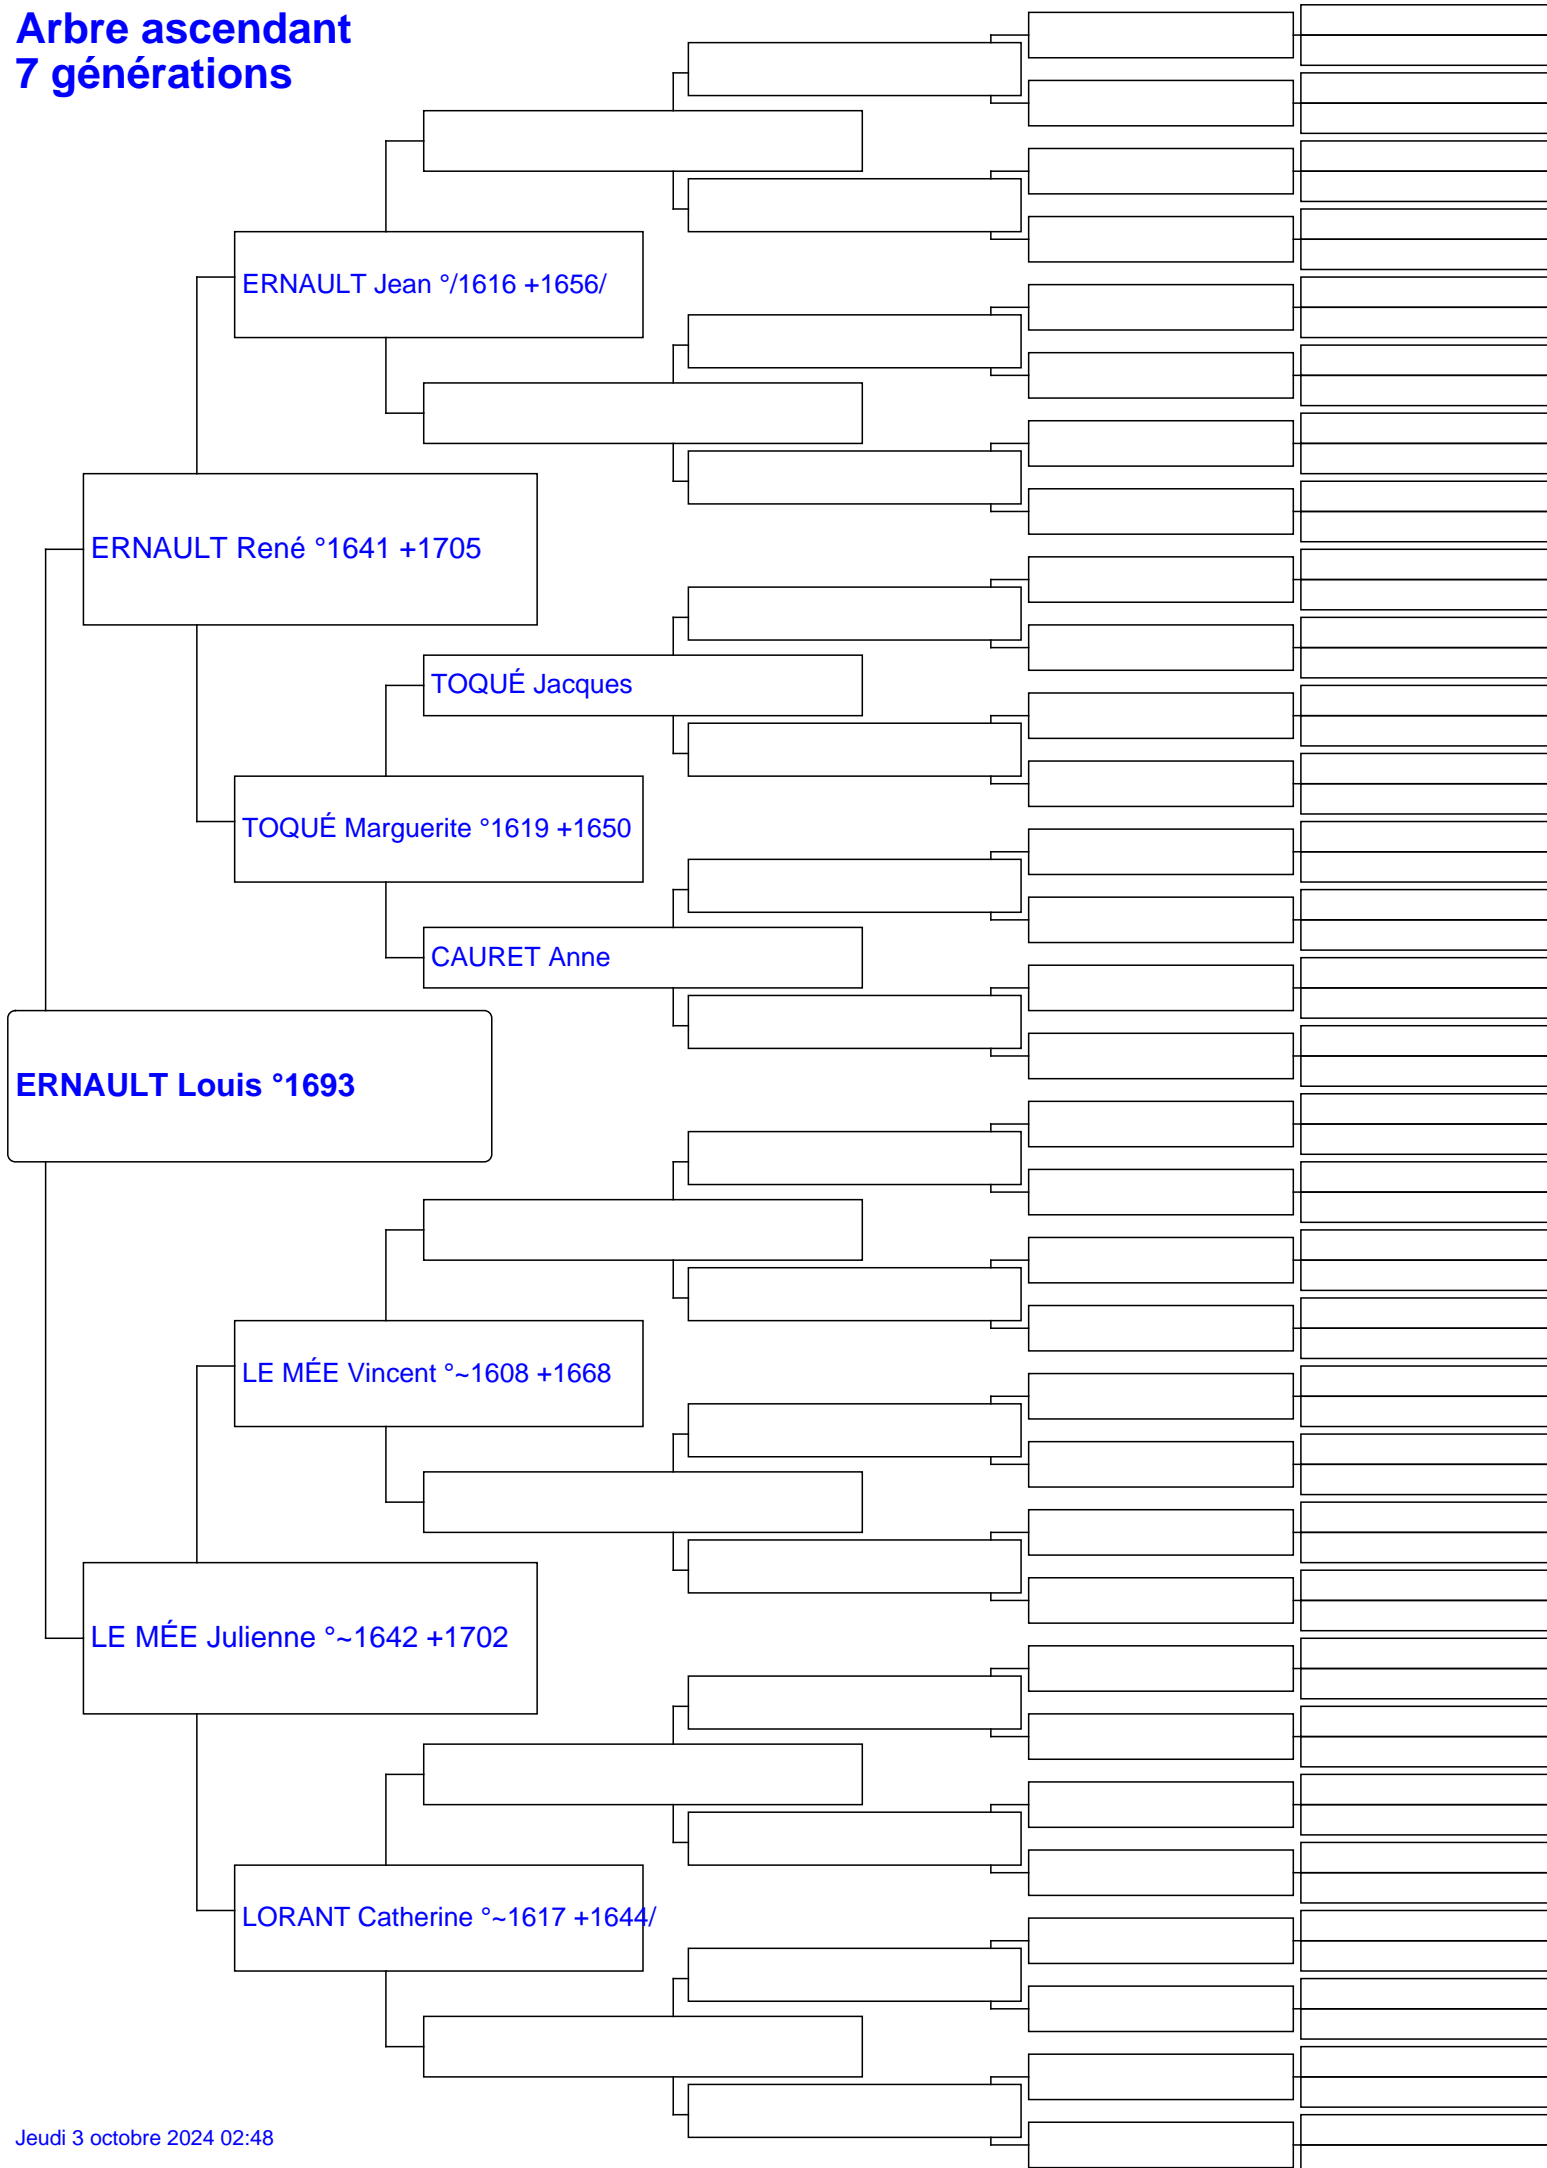 Arbre ascendant
7 générations
ERNAULT Jean °/1616 +1656/
ERNAULT René °1641 +1705
TOQUÉ Jacques
TOQUÉ Marguerite °1619 +1650
CAURET Anne
ERNAULT Louis °1693
LE MÉE Vincent °~1608 +1668
LE MÉE Julienne °~1642 +1702
LORANT Catherine °~1617 +1644/
Jeudi 3 octobre 2024 02:48